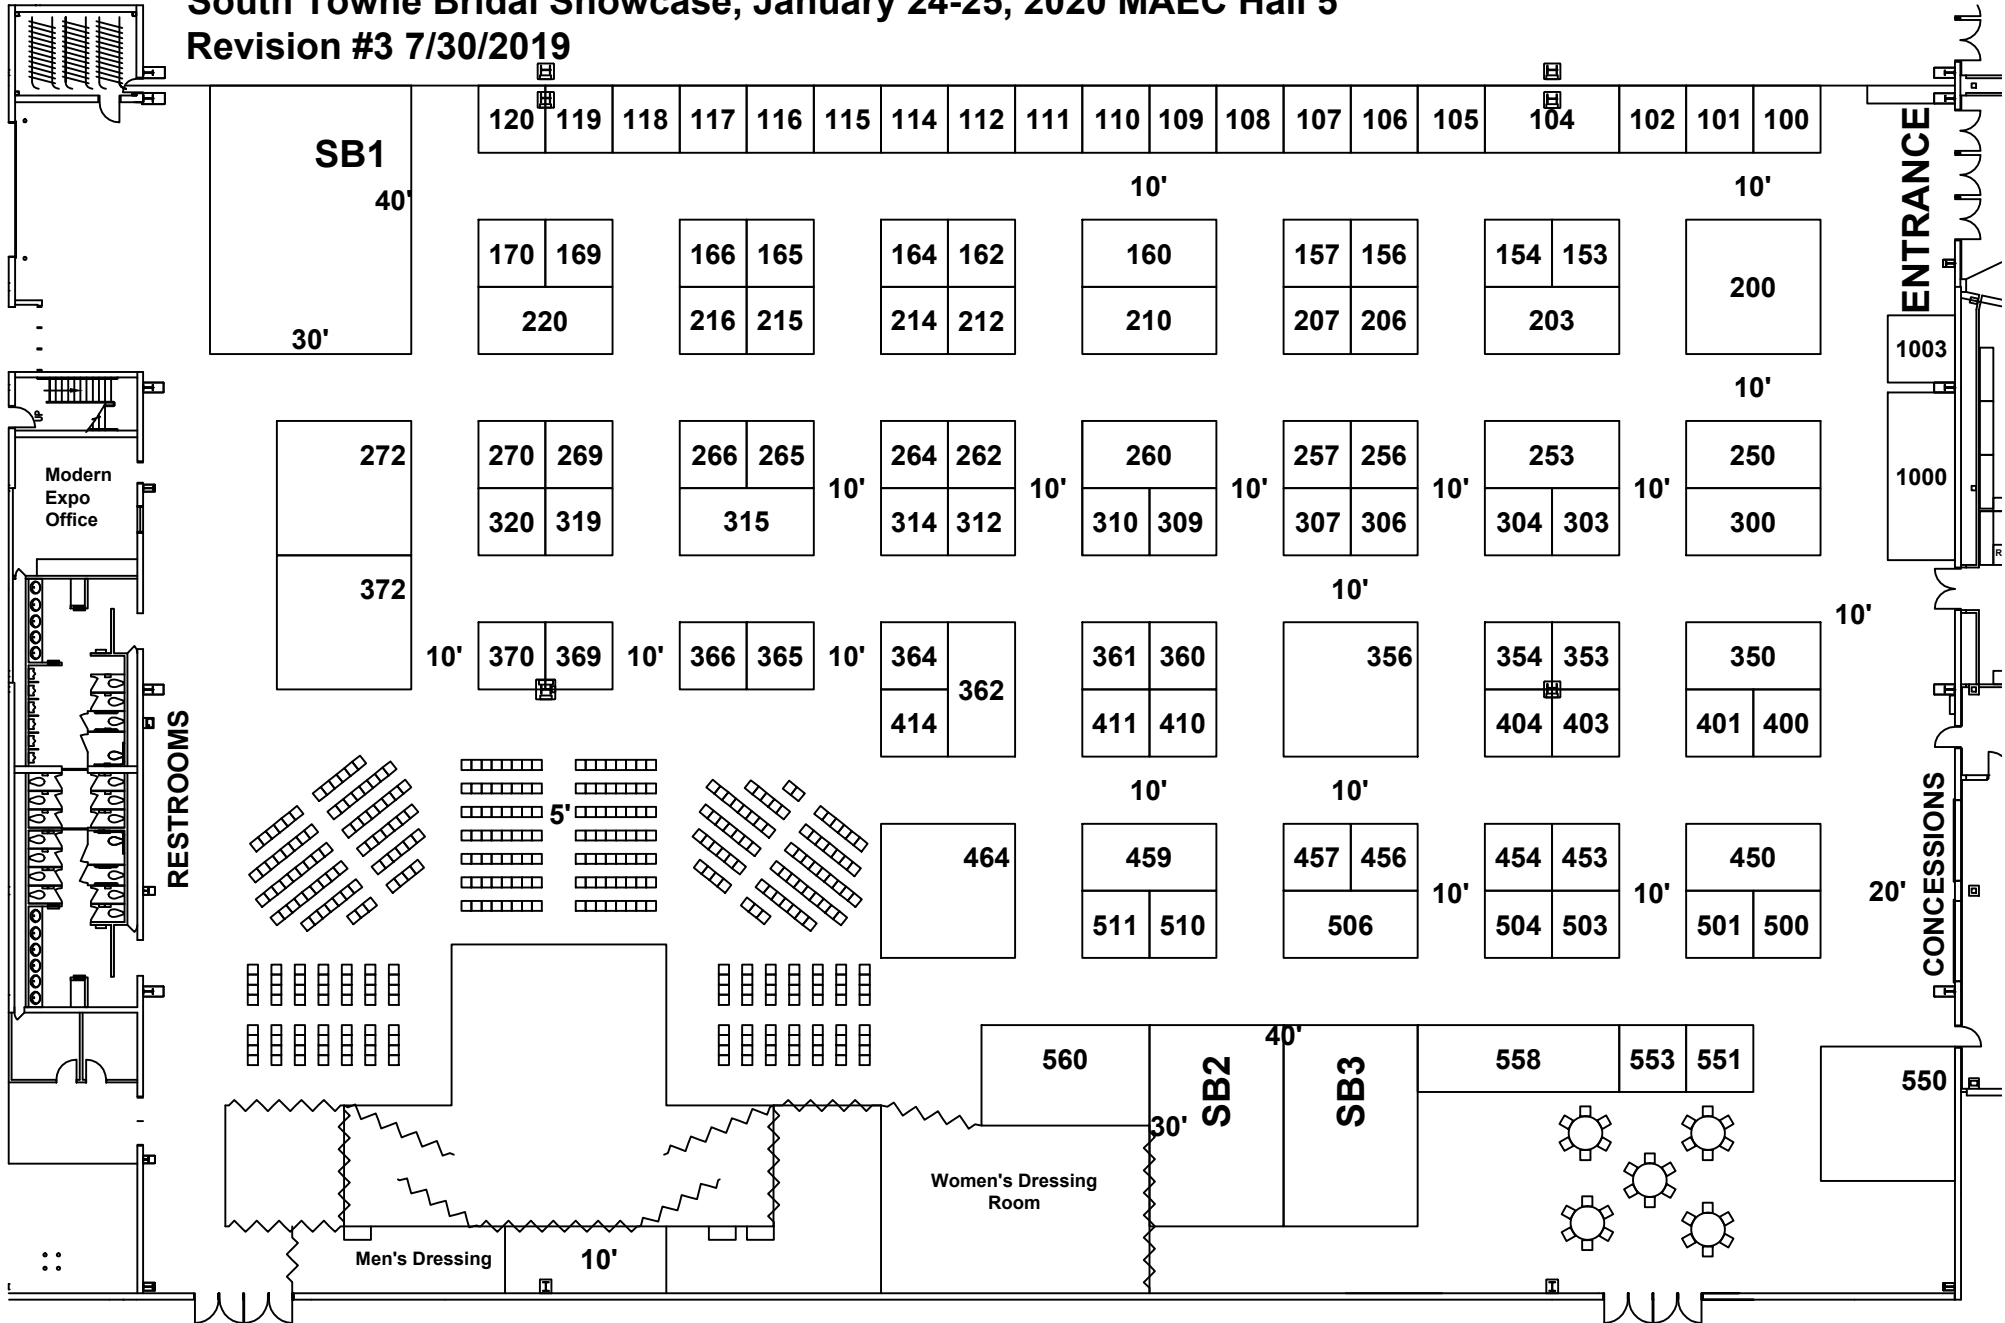 South Towne Bridal Showcase, January 24-25, 2020 MAEC Hall 5
Revision #3 7/30/2019
120 119 118 117 116 115 114 112 111 110 109 108 107 106 105 104 102 101 100
SB1
40'
30'
10' 10'
ENTRANCE
170 169 166 165 164 162 160 157 156 154 153 200
220 216 215 214 212 210 207 206 203
1003
10'
272 270 269 266 265 264 262 260 257 256 253 250
1000
Modern
Expo
Office
10' 10' 10' 10' 10'
320 319 315 314 312 310 309 307 306 304 303 300
UP
R
372
10'
10'
10' 370 369 10' 366 365 10' 364 362 361 360 356 354 353 350
414 411 410 404 403 401 400
RESTROOMS
5'
10' 10'
CONCESSIONS
464 459 457 456 454 453 450
10' 10' 20'
511 510 506 504 503 501 500
40'
560 SB2 SB3 558 553 551 550
30'
Women's Dressing
Room
Men's Dressing
10'